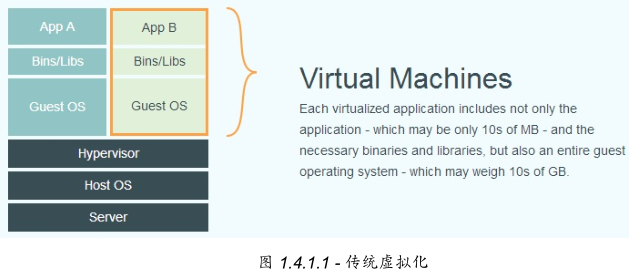 App A
App B
Bins/Libs
Bins/Libs
Guest OS
Guest OS
Hypervisor
Host OS
Server
Virtual Machines
Each virtualized application includes not only the
application - which may be only 10s of MB - and the
necessary binaries and libraries, but also an entire guest
operating system - which may weigh 10s of GB.
图 1.4.1.1 - 传统虚拟化